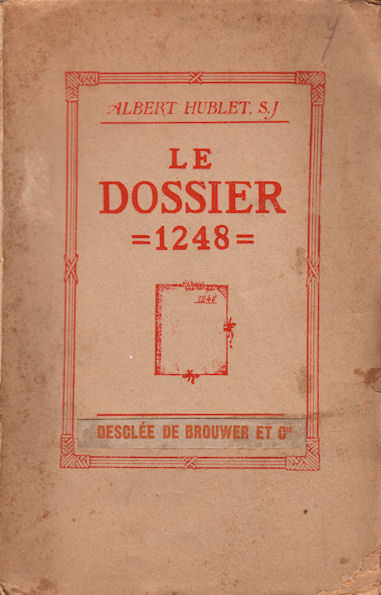 ALBERT HUBLET. S.J
LE
DOSSIER
=1248=
1248
DESCLÉE DE BROUWER ET Cie